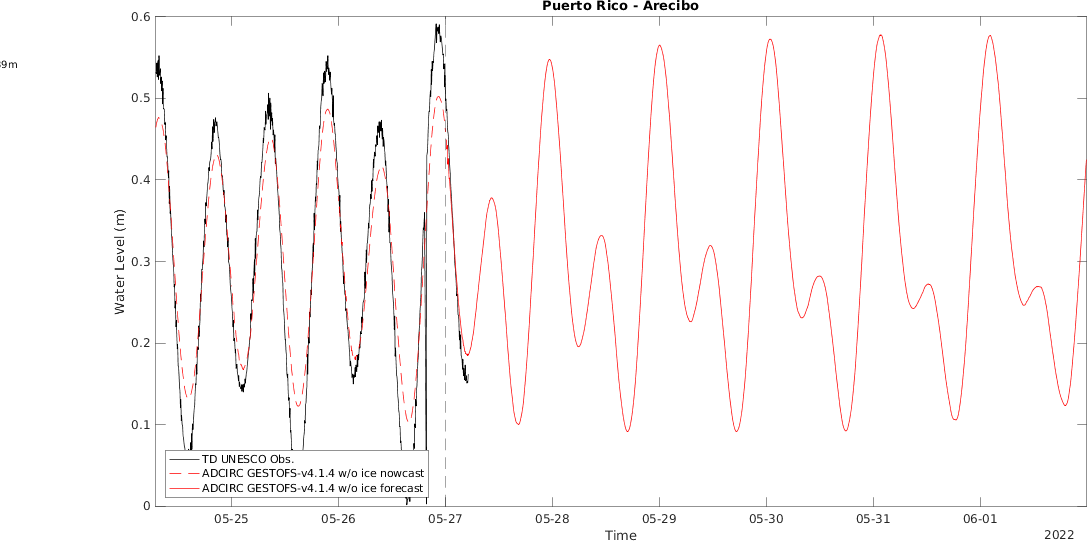 Puerto Rico - Arecibo
39m
0.6
0.5
0.4
0.3
0.2
0.1
0
Water Level (m)
TD UNESCO Obs.
ADCIRC GESTOFS-v4.1.4 w/o ice nowcast
ADCIRC GESTOFS-v4.1.4 w/o ice forecast
05-25 05-26 05-27 05-28 05-29 05-30 05-31 06-01
Time
2022